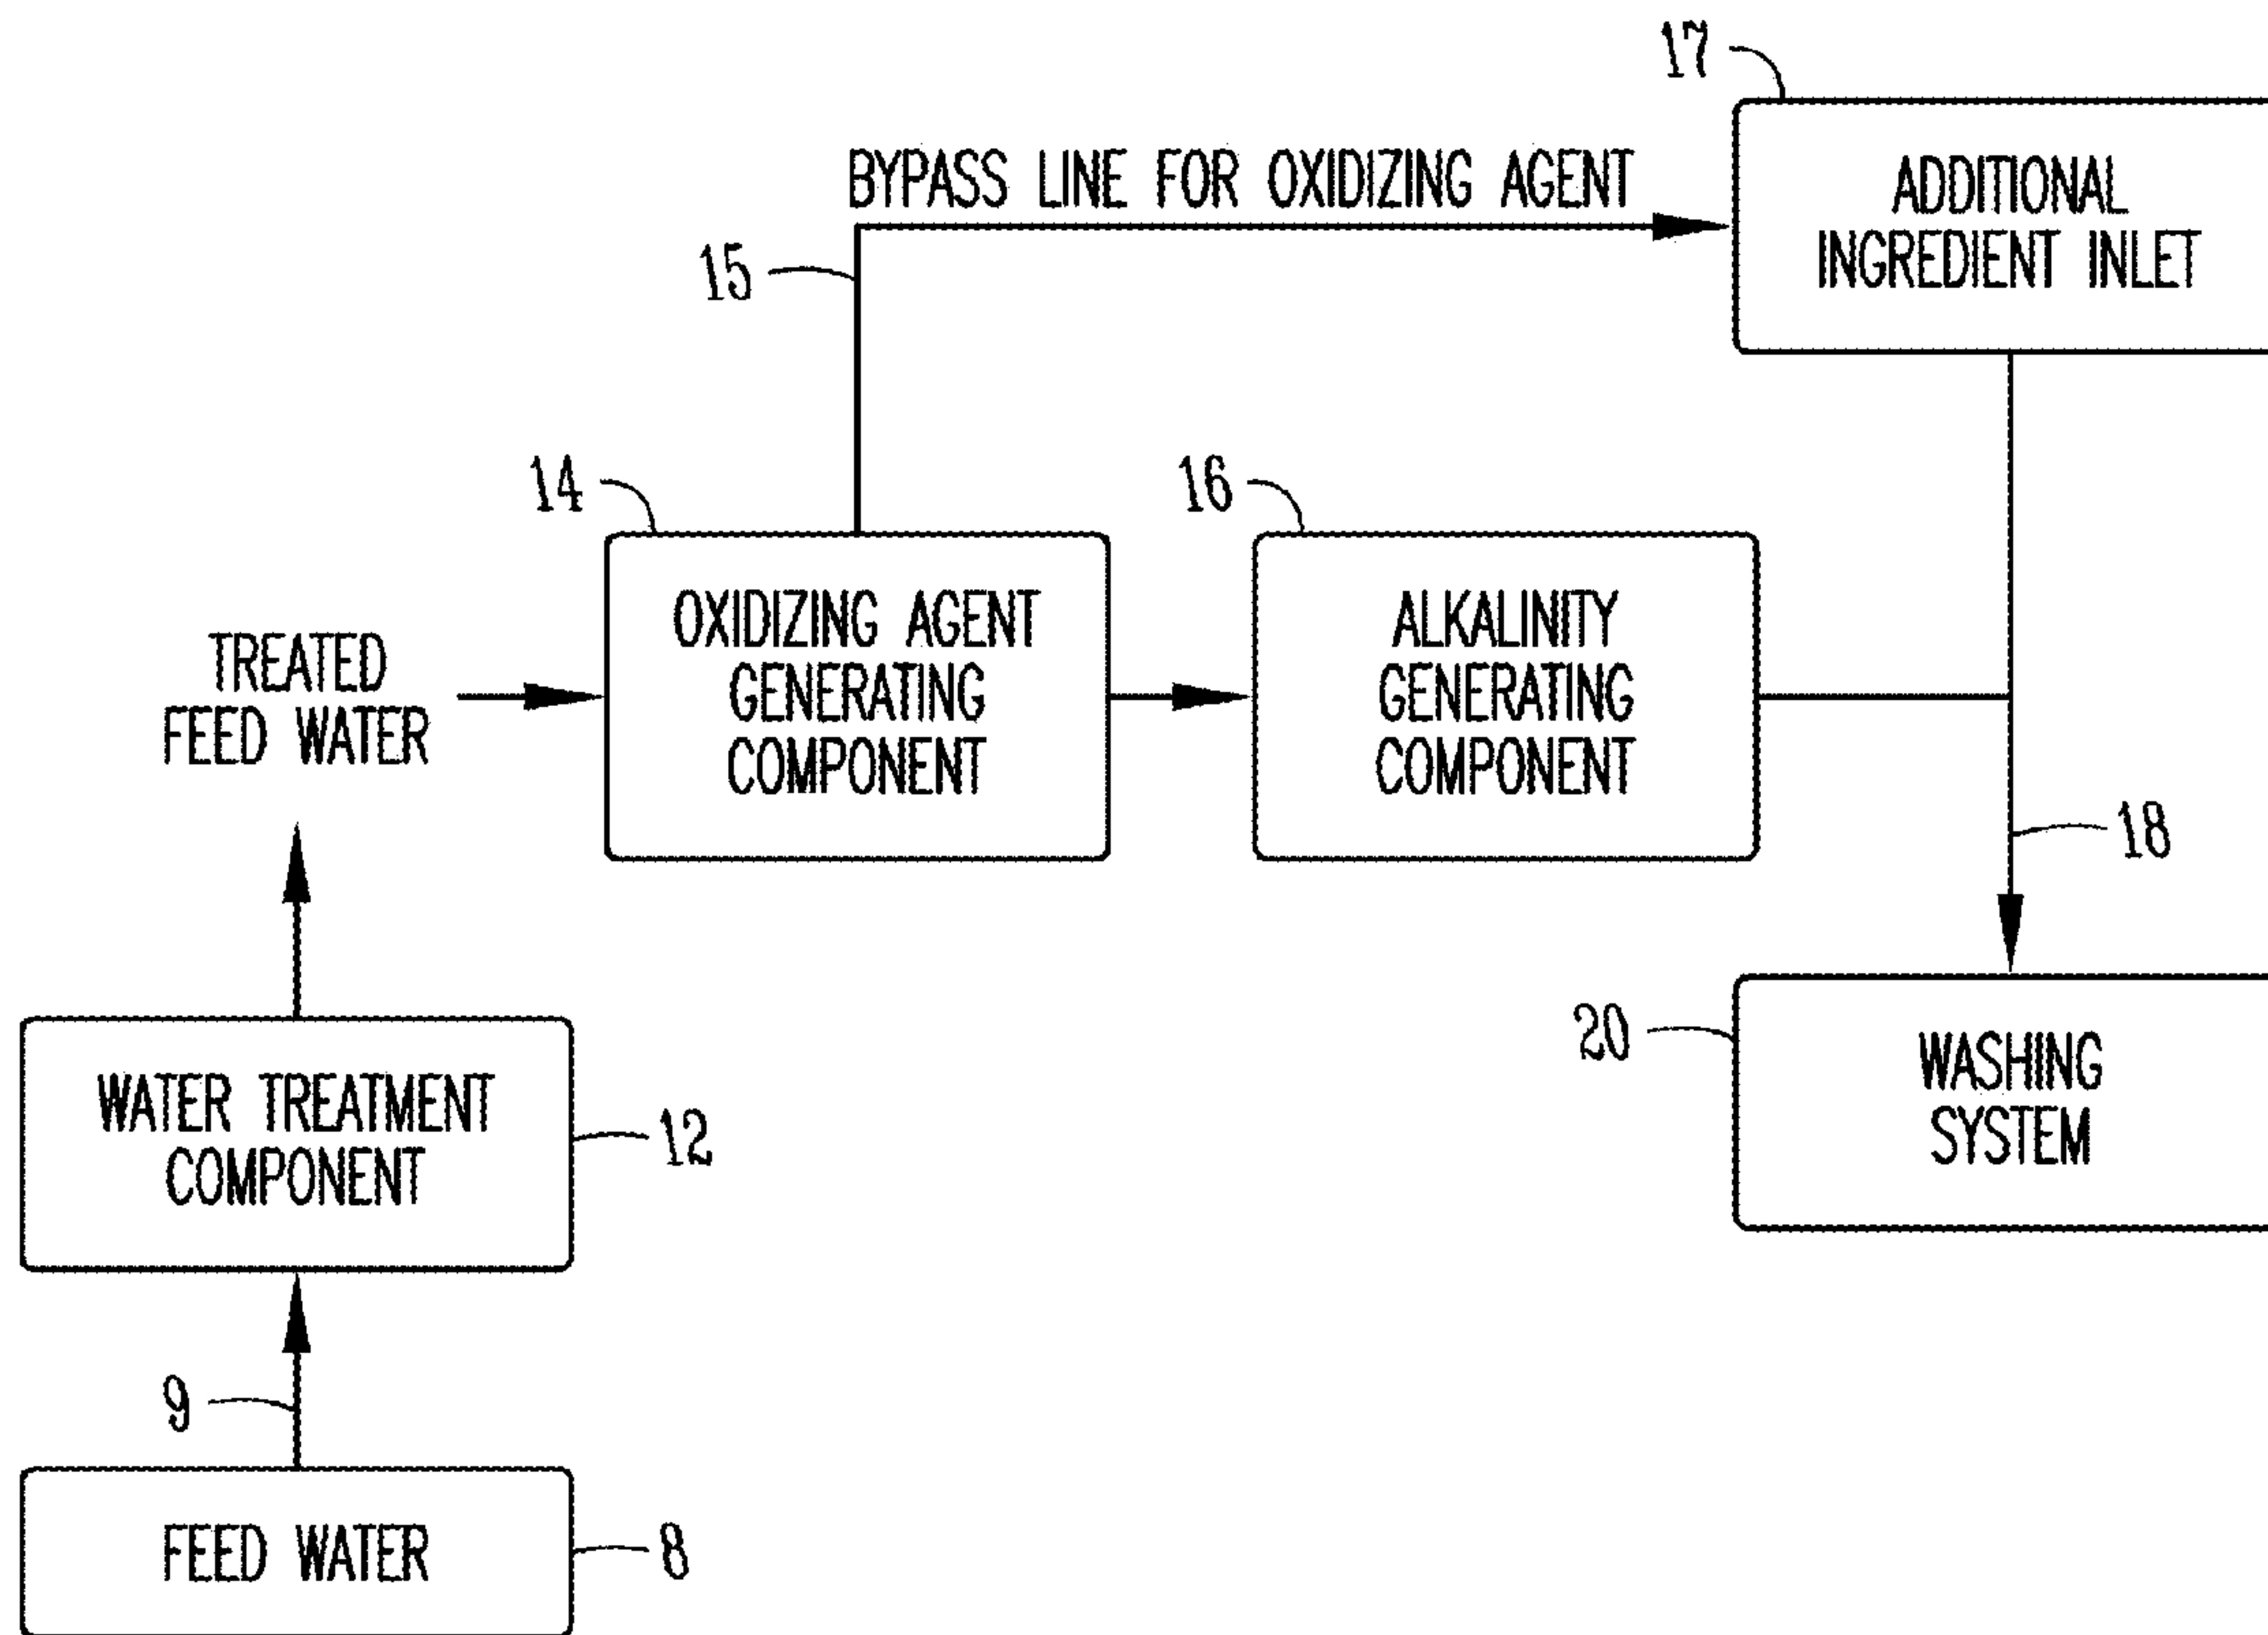 17
BYPASS LINE FOR OXIDIZING AGENT
ADDITIONAL
INGREDIENT INLET
15
14
16
OXIDIZING AGENT
GENERATING
COMPONENT
ALKALINITY
GENERATING
COMPONENT
TREATED
FEED WATER
18
20
WASHING
SYSTEM
WATER TREATMENT
COMPONENT
12
9
FEED WATER
8